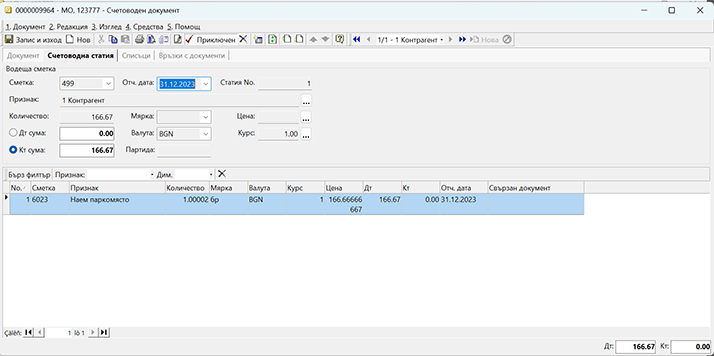 0000009964 - МО, 123777 - Счетоводен документ
1. Документ 2. Редакция 3. Изглед 4. Средства 5. Помощ
Запис и изход Нов Приключен 1/1 - 1 Контрагент Нова
Документ Счетоводна статия Списъци Връзки с документи
Водеща сметка
Сметка: 499 Отч. дата: 31.12.2023 Статия No. 1
Признак: 1 Контрагент ...
Количество: 166.67 Мярка: Цена: ...
Дт сума: 0.00 Валута: BGN Курс: 1.00 ...
Кт сума: 166.67 Партида:
Бърз филтър Признак: Дим.
No. Сметка Признак Количество Мярка Валута Курс Цена Дт Кт Отч. дата Свързан документ
1 6023 Наем паркомясто 1.00002 бр BGN 1 166.66666 166.67 0.00 31.12.2023
667
Çàïèñ: 1 îò 1
Дт: 166.67 Кт: 0.00